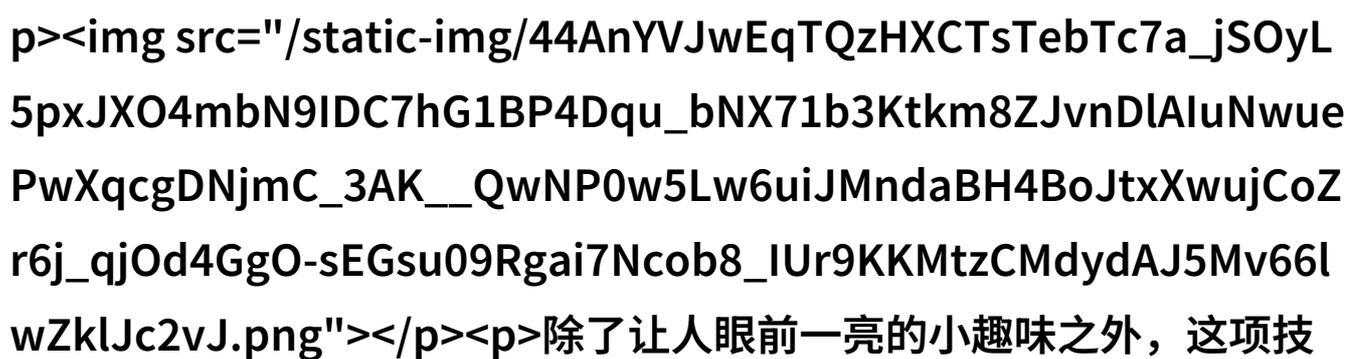 p><img src="/static-img/44AnYVJwEqTQzHXCTsTebTc7a_jSOyL
5pxJXO4mbN9IDC7hG1BP4Dqu_bNX71b3Ktkm8ZJvnDlAIuNwue
PwXqcgDNjmC_3AK__QwNP0w5Lw6uiJMndaBH4BoJtxXwujCoZ
r6j_qjOd4GgO-sEGsu09Rgai7Ncob8_IUr9KKMtzCMdydAJ5Mv66l
wZklJc2vJ.png"></p><p>除了让人眼前一亮的小趣味之外，这项技